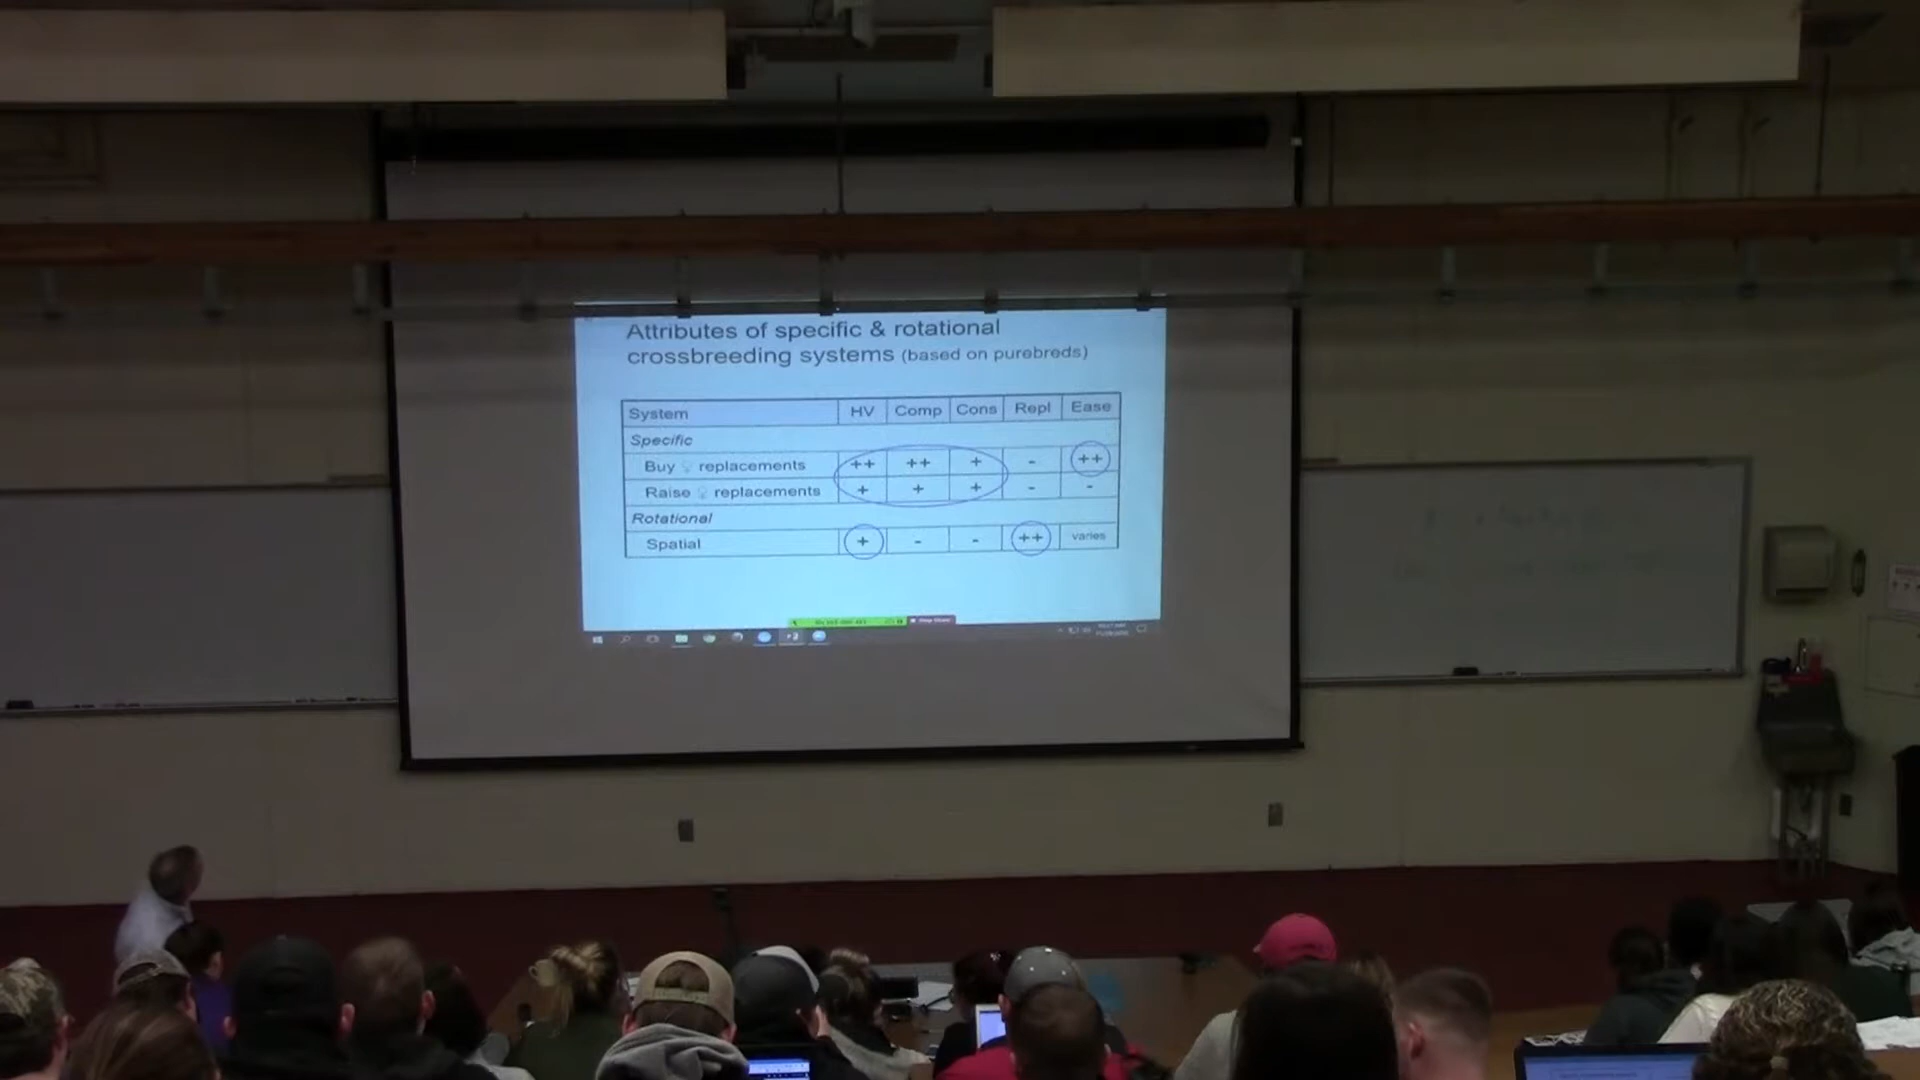 Attributes of specific & rotational
crossbreeding systems (based on purebreds)
System HV Comp Cons Repl Ease
Specific
Buy ♀ replacements ++ ++ + - ++
Raise ♀ replacements + + + - -
Rotational
Spatial + - - ++ varies